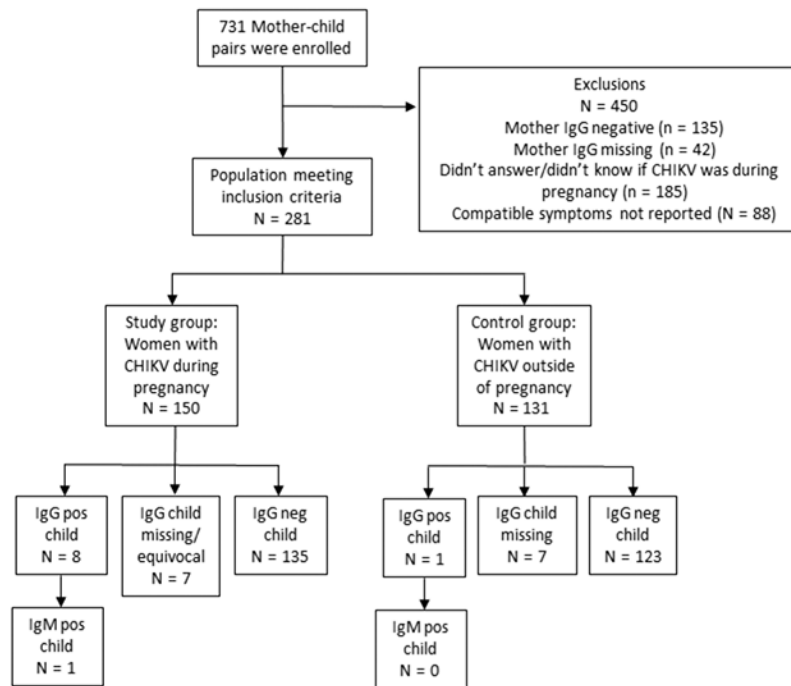 731 Mother-child
pairs were enrolled
Exclusions
N = 450
Mother IgG negative (n = 135)
Mother IgG missing (n = 42)
Didn't answer/didn't know if CHIKV was during
pregnancy (n = 185)
Compatible symptoms not reported (N = 88)
Population meeting
inclusion criteria
N = 281
Study group:
Women with
CHIKV during
pregnancy
N = 150
Control group:
Women with
CHIKV outside
of pregnancy
N = 131
IgG pos
child
N = 8
IgG child
missing/
equivocal
N = 7
IgG neg
child
N = 135
IgG pos
child
N = 1
IgG child
missing
N = 7
IgG neg
child
N = 123
IgM pos
child
N = 1
IgM pos
child
N = 0